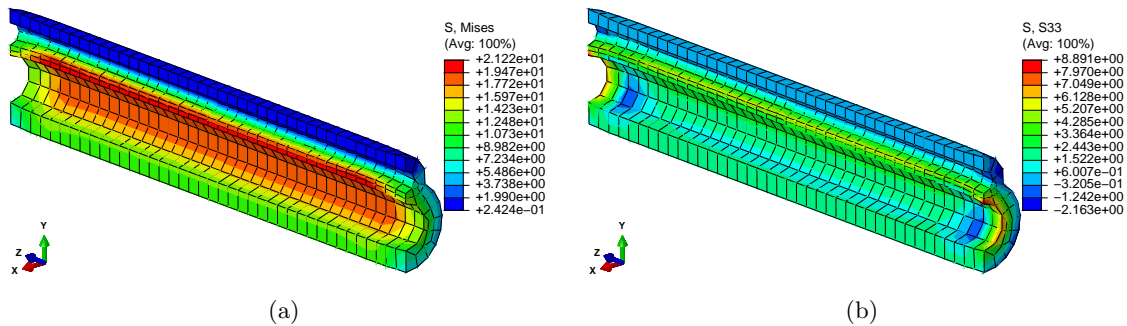 S, Mises
(Avg: 100%)
+2.122e+01
+1.947e+01
+1.772e+01
+1.597e+01
+1.423e+01
+1.248e+01
+1.073e+01
+8.982e+00
+7.234e+00
+5.486e+00
+3.738e+00
+1.990e+00
+2.424e−01
Y
Z
X
(a)
S, S33
(Avg: 100%)
+8.891e+00
+7.970e+00
+7.049e+00
+6.128e+00
+5.207e+00
+4.285e+00
+3.364e+00
+2.443e+00
+1.522e+00
+6.007e−01
−3.205e−01
−1.242e+00
−2.163e+00
Y
Z
X
(b)